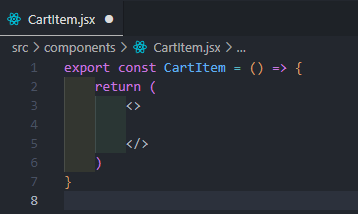 CartItem.jsx
src > components > CartItem.jsx > ...
1 export const CartItem = () => {
2     return (
3         <>
4
5         </>
6     )
7 }
8